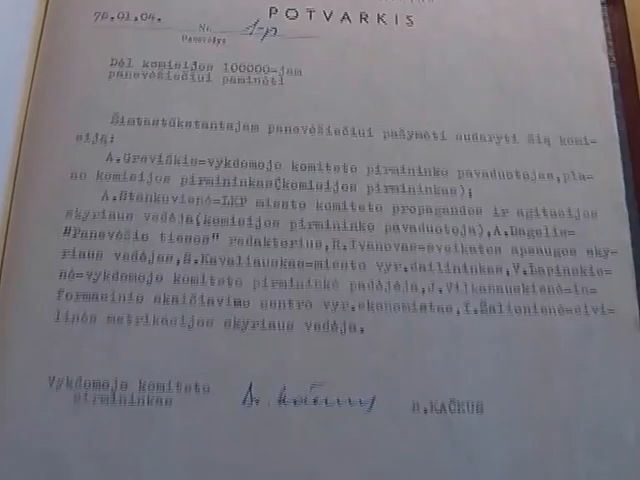 POTVARKIS
78.01.04.
Nr. 1-p
Panevėžys
Dėl komisijos 100000-jam
panevėžiečiui paminėti
Šimtastūkstantajam panevėžiečiui pažymėti sudaryti šią komi-
siją:
A.Graviškis=vykdomojo komiteto pirmininko pavaduotojas,pla-
no komisijos pirmininkas(komisijos pirmininkas);
A.Stankuvienė=LKP miesto komiteto propagandos ir agitacijos
skyriaus vedėja(komisijos pirmininko pavaduotoja),A.Dagelis=
"Panevėžio tiesos" redaktorius,R.Ivanovas=sveikatos apsaugos sky-
riaus vedėjas,B.Kavaliauskas=miesto vyr.dailininkas,V.Lapinskie-
nė=vykdomojo komiteto pirmininko padėjėja,J.Vilkanauskienė=in-
formacinio skaičiavimo centro vyr.ekonomistas,T.Šalienienė=civi-
linės metrikacijos skyriaus vedėja.
Vykdomojo komiteto
pirmininkas
B.KAČKUS